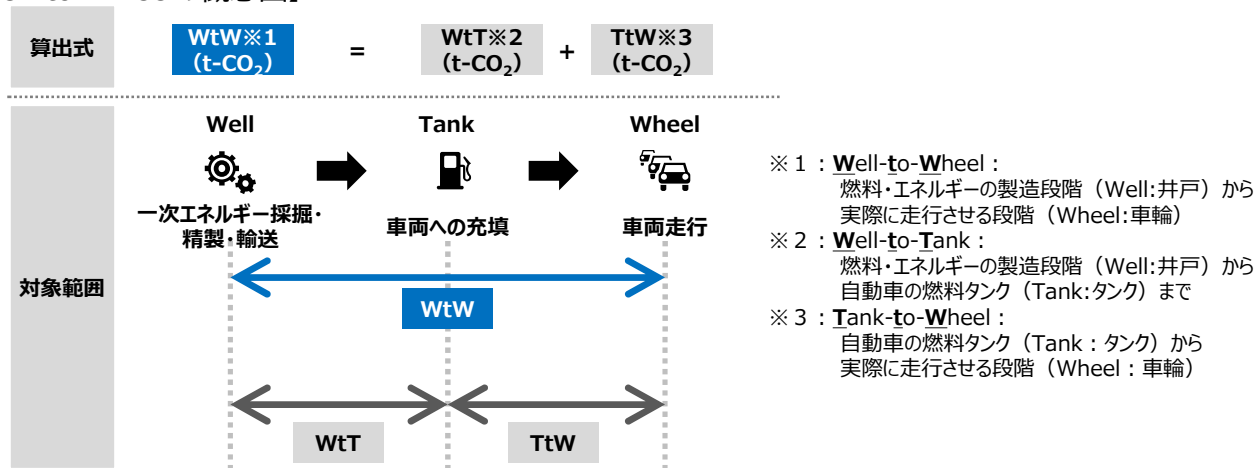 算出式
WtW※1
(t-CO₂)
=
WtT※2
(t-CO₂)
+
TtW※3
(t-CO₂)
対象範囲
Well
Tank
Wheel
一次エネルギー採掘・
精製・輸送
車両への充填
車両走行
WtW
WtT
TtW
※1：Well-to-Wheel：
燃料・エネルギーの製造段階（Well:井戸）から
実際に走行させる段階（Wheel:車輪）
※2：Well-to-Tank：
燃料・エネルギーの製造段階（Well:井戸）から
自動車の燃料タンク（Tank:タンク）まで
※3：Tank-to-Wheel：
自動車の燃料タンク（Tank：タンク）から
実際に走行させる段階（Wheel：車輪）